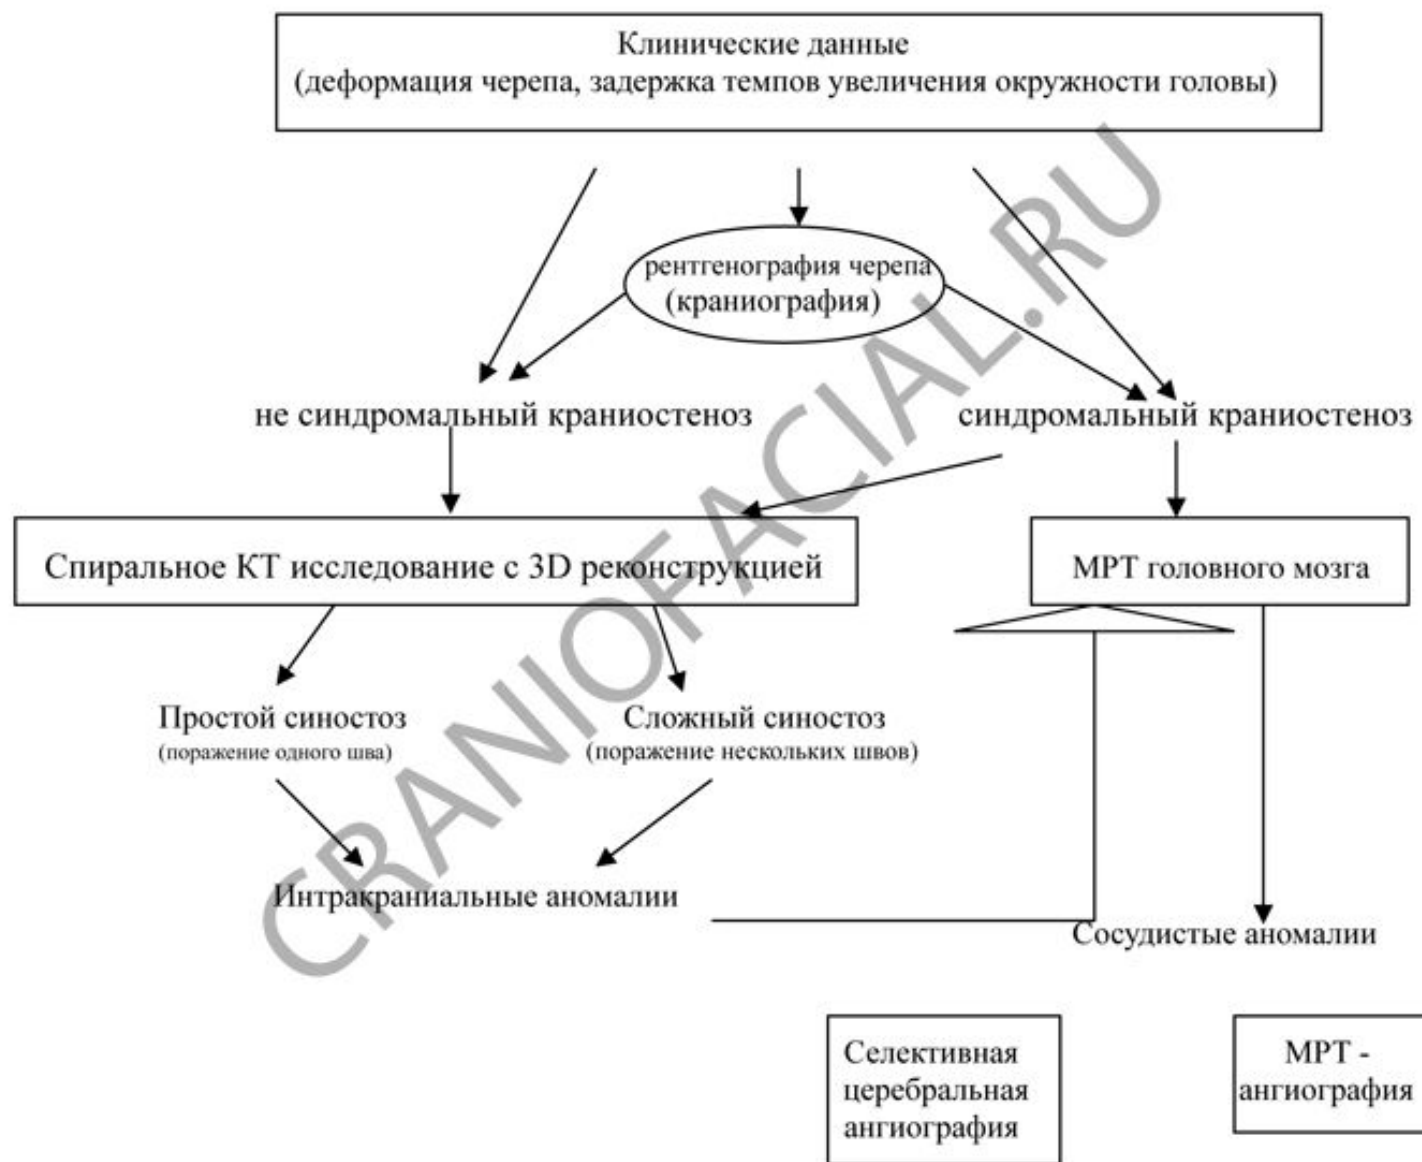 Клинические данные
(деформация черепа, задержка темпов увеличения окружности головы)
рентгенография черепа
(краниография)
не синдромальный краниостеноз
синдромальный краниостеноз
Спиральное КТ исследование с 3D реконструкцией
МРТ головного мозга
Простой синостоз
(поражение одного шва)
Сложный синостоз
(поражение нескольких швов)
Интракраниальные аномалии
Сосудистые аномалии
Селективная
церебральная
ангиография
МРТ -
ангиография
CRANIOFACIAL.RU